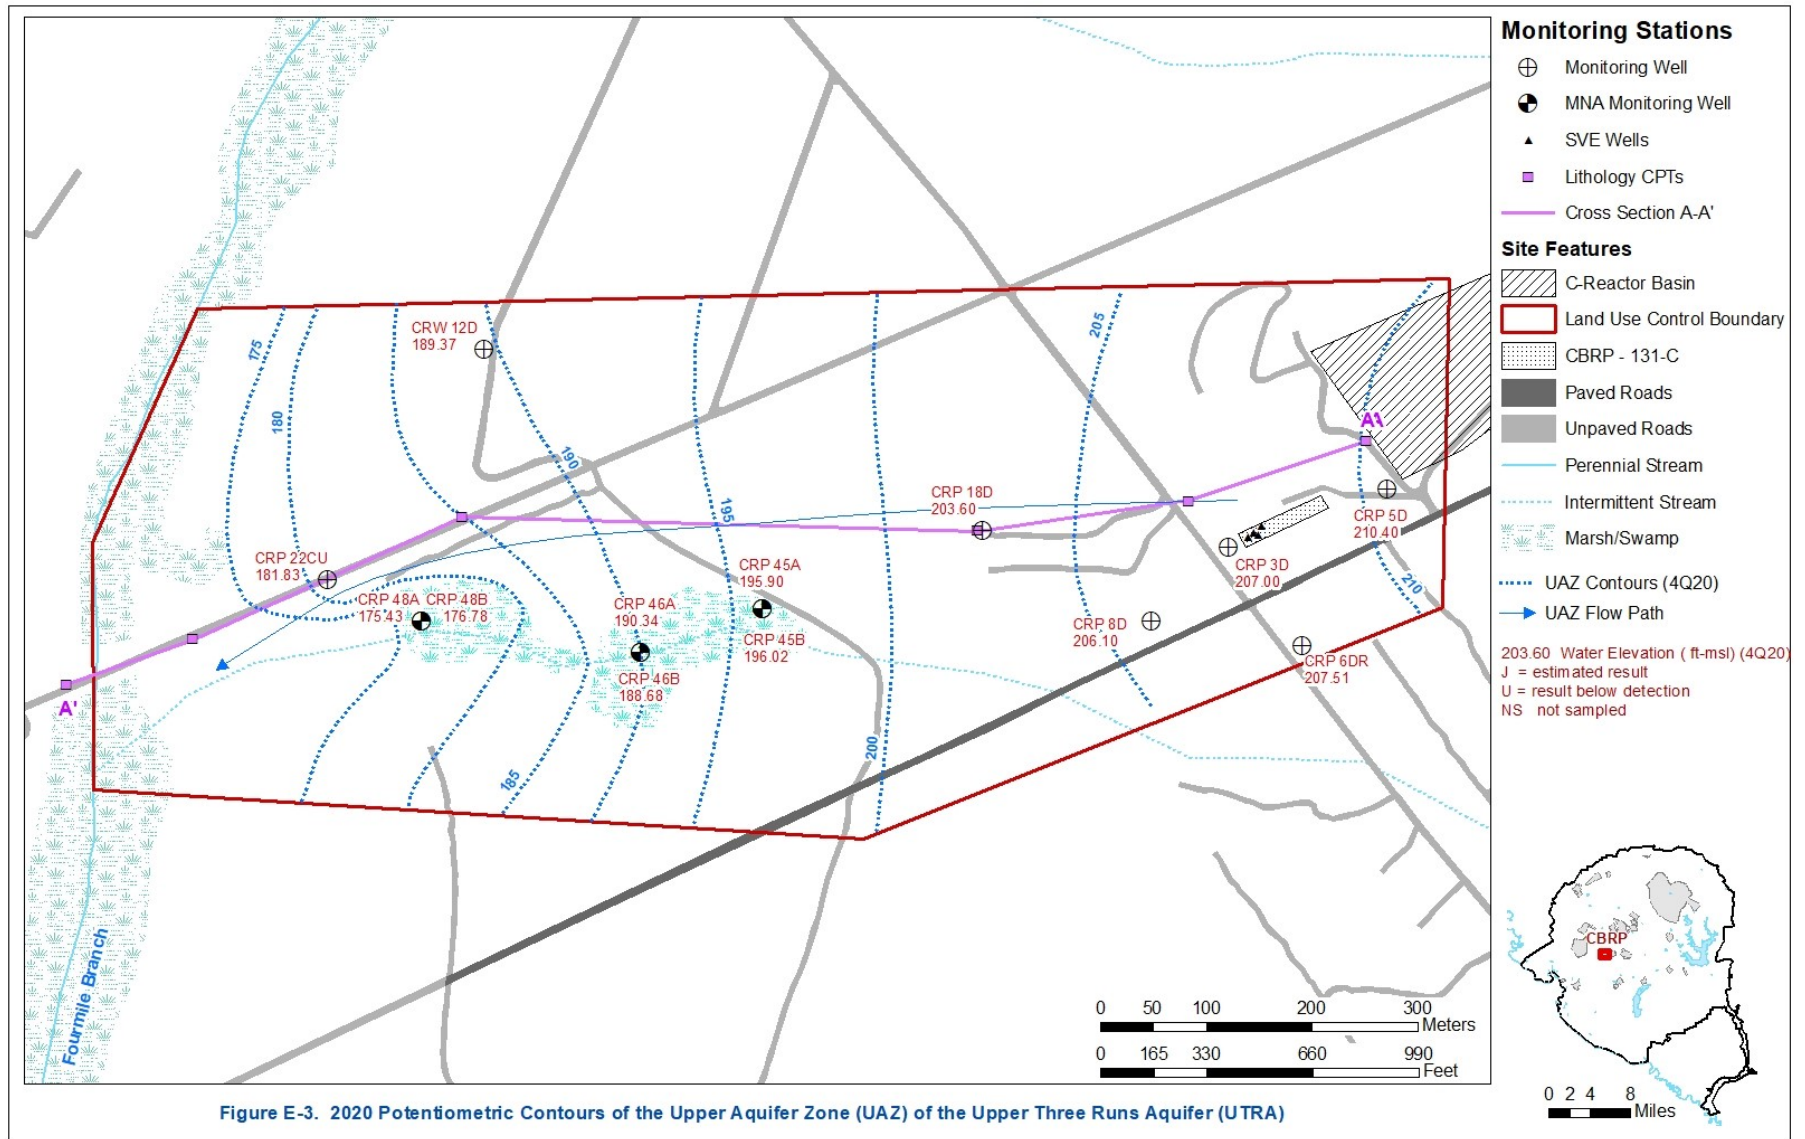 Monitoring Stations
Monitoring Well
MNA Monitoring Well
SVE Wells
Lithology CPTs
Cross Section A-A'
Site Features
C-Reactor Basin
Land Use Control Boundary
CBRP - 131-C
Paved Roads
Unpaved Roads
Perennial Stream
Intermittent Stream
Marsh/Swamp
UAZ Contours (4Q20)
UAZ Flow Path
203.60 Water Elevation ( ft-msl) (4Q20)
J = estimated result
U = result below detection
NS not sampled
CRW 12D
189.37
175
180
190
195
205
A\
CRP 18D
203.60
CRP 5D
210.40
CRP 22CU
181.83
CRP 45A
195.90
CRP 3D
207.00
210
CRP 48A
175.43
CRP 48B
176.78
CRP 46A
190.34
CRP 45B
196.02
CRP 8D
206.10
CRP 6DR
207.51
CRP 46B
188.68
A'
185
200
Fourmile Branch
0 50 100 200 300
Meters
0 165 330 660 990
Feet
CBRP
0 2 4 8
Miles
Figure E-3. 2020 Potentiometric Contours of the Upper Aquifer Zone (UAZ) of the Upper Three Runs Aquifer (UTRA)